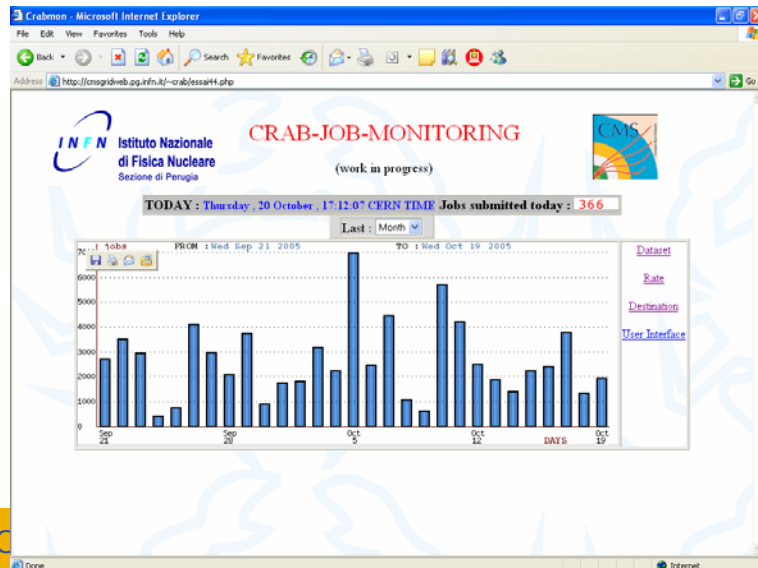 Crabmon - Microsoft Internet Explorer
File Edit View Favorites Tools Help
Back Search Favorites
Address http://cmsgridweb.pg.infn.it/~crab/essai44.php Go
INFN Istituto Nazionale
di Fisica Nucleare
Sezione di Perugia
CRAB-JOB-MONITORING
(work in progress)
CMS
TODAY : Thursday , 20 October , 17:12:07 CERN TIME Jobs submitted today : 366
Last : Month
jobs FROM :Wed Sep 21 2005 TO :Wed Oct 19 2005
6000
5000
4000
3000
2000
1000
0
Sep 21
Oct 5
Oct 12
DAYS
Oct 19
Dataset
Rate
Destination
User Interface
Done Internet